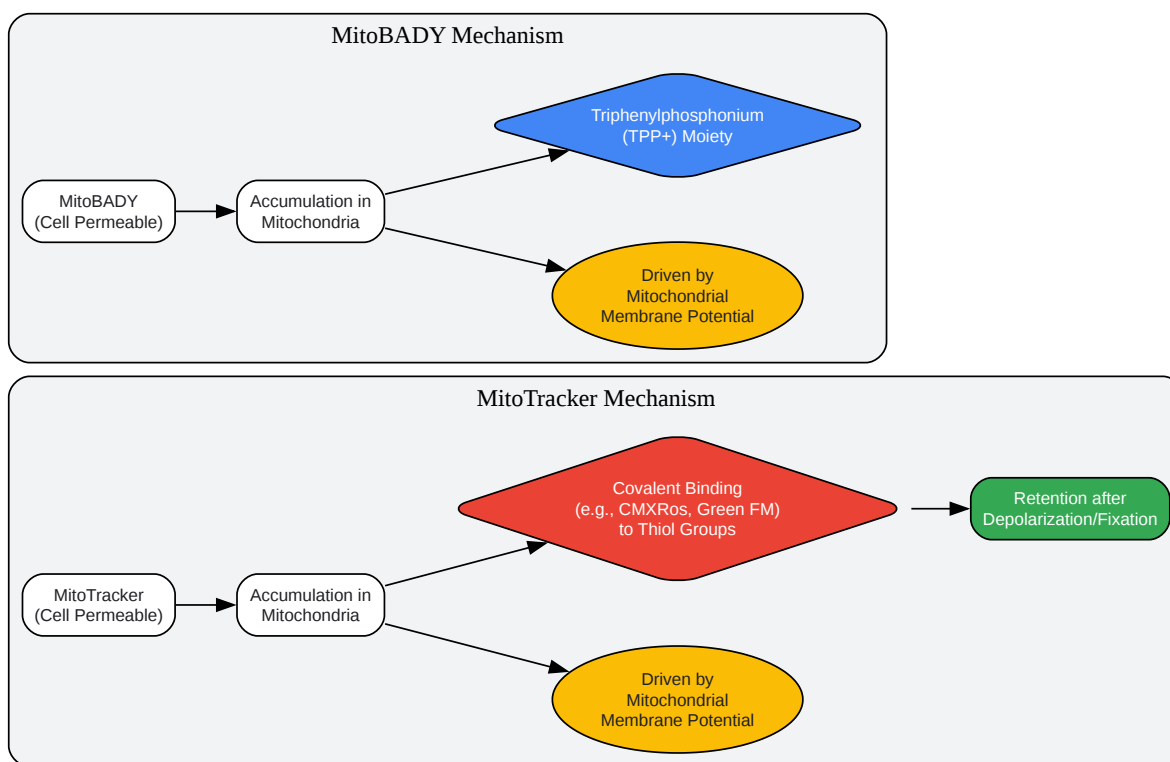 MitoBADY Mechanism
Triphenylphosphonium
(TPP+) Moiety
MitoBADY
(Cell Permeable)
Accumulation in
Mitochondria
Driven by
Mitochondrial
Membrane Potential
MitoTracker Mechanism
Covalent Binding
(e.g., CMXRos, Green FM)
to Thiol Groups
Retention after
Depolarization/Fixation
MitoTracker
(Cell Permeable)
Accumulation in
Mitochondria
Driven by
Mitochondrial
Membrane Potential